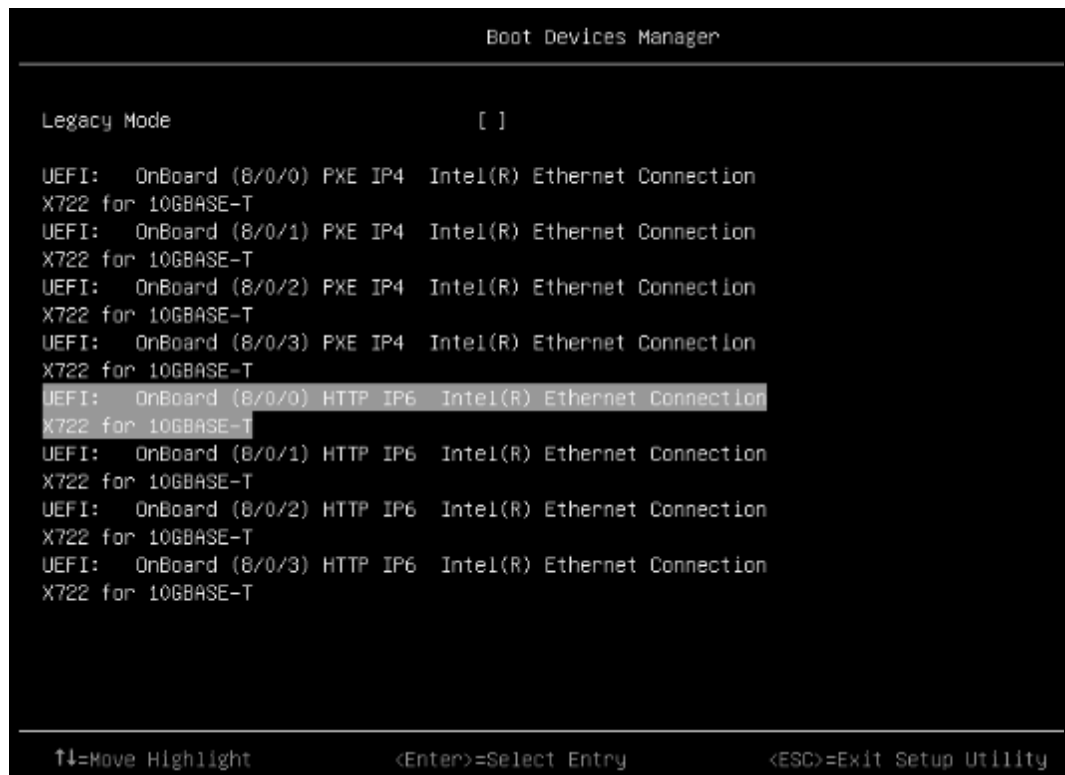 Boot Devices Manager
Legacy Mode [ ]
UEFI: OnBoard (8/0/0) PXE IP4 Intel(R) Ethernet Connection
X722 for 10GBASE-T
UEFI: OnBoard (8/0/1) PXE IP4 Intel(R) Ethernet Connection
X722 for 10GBASE-T
UEFI: OnBoard (8/0/2) PXE IP4 Intel(R) Ethernet Connection
X722 for 10GBASE-T
UEFI: OnBoard (8/0/3) PXE IP4 Intel(R) Ethernet Connection
X722 for 10GBASE-T
UEFI: OnBoard (8/0/0) HTTP IP6 Intel(R) Ethernet Connection
X722 for 10GBASE-T
UEFI: OnBoard (8/0/1) HTTP IP6 Intel(R) Ethernet Connection
X722 for 10GBASE-T
UEFI: OnBoard (8/0/2) HTTP IP6 Intel(R) Ethernet Connection
X722 for 10GBASE-T
UEFI: OnBoard (8/0/3) HTTP IP6 Intel(R) Ethernet Connection
X722 for 10GBASE-T
↑↓=Move Highlight <Enter>=Select Entry <ESC>=Exit Setup Utility